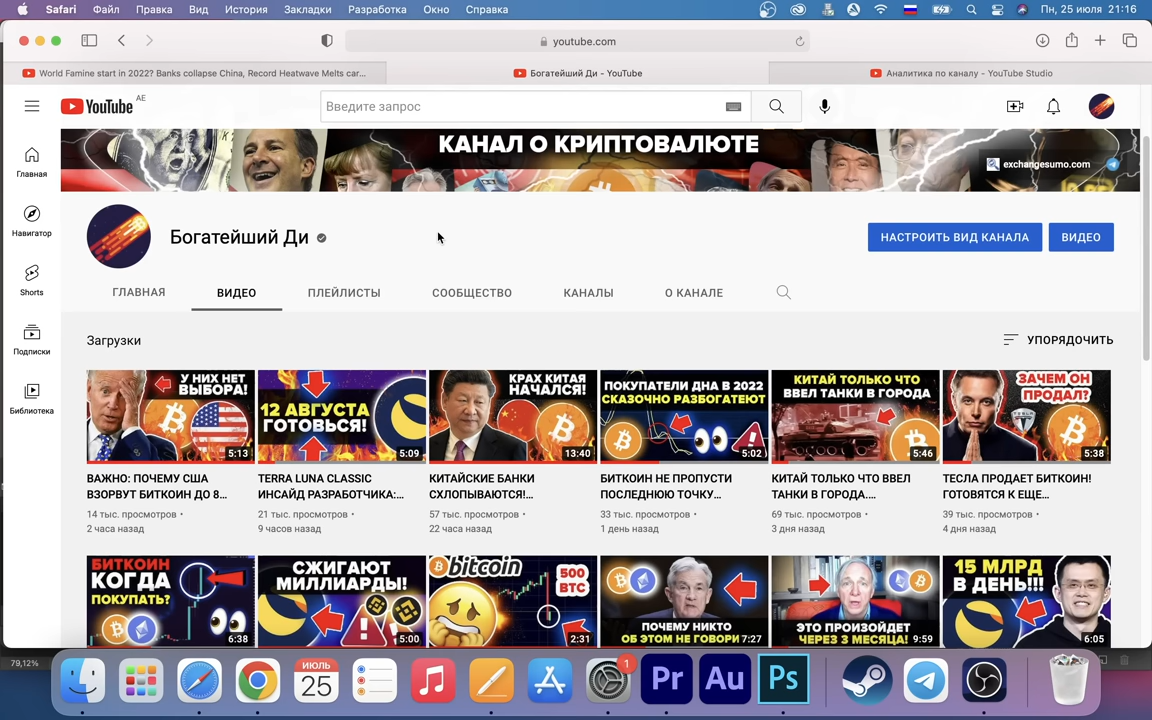 Safari Файл Правка Вид История Закладки Разработка Окно Справка Пн, 25 июля 21:16
youtube.com
World Famine start in 2022? Banks collapse China, Record Heatwave Melts car...
Богатейший Ди - YouTube
Аналитика по каналу - YouTube Studio
YouTube AE
Введите запрос
Главная
Навигатор
Shorts
Подписки
Библиотека
КАНАЛ О КРИПТОВАЛЮТЕ
exchangesumo.com
Богатейший Ди
НАСТРОИТЬ ВИД КАНАЛА ВИДЕО
ГЛАВНАЯ ВИДЕО ПЛЕЙЛИСТЫ СООБЩЕСТВО КАНАЛЫ О КАНАЛЕ
Загрузки
УПОРЯДОЧИТЬ
У НИХ НЕТ
ВЫБОРА!
5:13
ВАЖНО: ПОЧЕМУ США
ВЗОРВУТ БИТКОИН ДО 8...
14 тыс. просмотров •
2 часа назад
12 АВГУСТА
ГОТОВЬСЯ!
5:09
TERRA LUNA CLASSIC
ИНСАЙД РАЗРАБОТЧИКА:...
21 тыс. просмотров •
9 часов назад
КРАХ КИТАЯ
НАЧАЛСЯ!
13:40
КИТАЙСКИЕ БАНКИ
СХЛОПЫВАЮТСЯ!...
57 тыс. просмотров •
22 часа назад
ПОКУПАТЕЛИ ДНА В 2022
СКАЗОЧНО РАЗБОГАТЕЮТ
5:02
БИТКОИН НЕ ПРОПУСТИ
ПОСЛЕДНЮЮ ТОЧКУ...
33 тыс. просмотров •
1 день назад
КИТАЙ ТОЛЬКО ЧТО
ВВЕЛ ТАНКИ В ГОРОДА
5:46
КИТАЙ ТОЛЬКО ЧТО ВВЕЛ
ТАНКИ В ГОРОДА....
69 тыс. просмотров •
3 дня назад
ЗАЧЕМ ОН
ПРОДАЛ?
TESLA
5:38
ТЕСЛА ПРОДАЕТ БИТКОИН!
ГОТОВЯТСЯ К ЕЩЕ...
39 тыс. просмотров •
4 дня назад
БИТКОИН
КОГДА
ПОКУПАТЬ?
6:38
СЖИГАЮТ
МИЛЛИАРДЫ!
5:00
bitcoin
500
BTC
2:31
ПОЧЕМУ НИКТО
ОБ ЭТОМ НЕ ГОВОРИ
7:27
ЭТО ПРОИЗОЙДЕТ
ЧЕРЕЗ 3 МЕСЯЦА!
9:59
15 МЛРД
В ДЕНЬ!!!
6:05
79,12%
ИЮЛЬ
25
1
Pr Au Ps